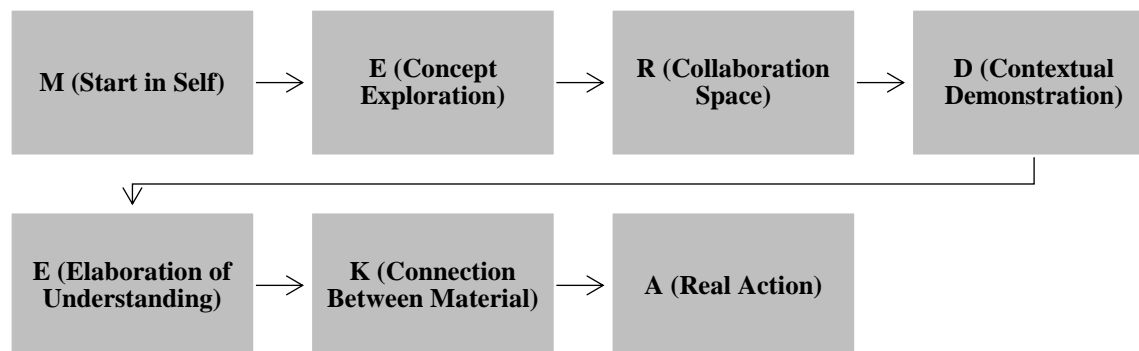 M (Start in Self)
E (Concept
Exploration)
R (Collaboration
Space)
D (Contextual
Demonstration)
E (Elaboration of
Understanding)
K (Connection
Between Material)
A (Real Action)